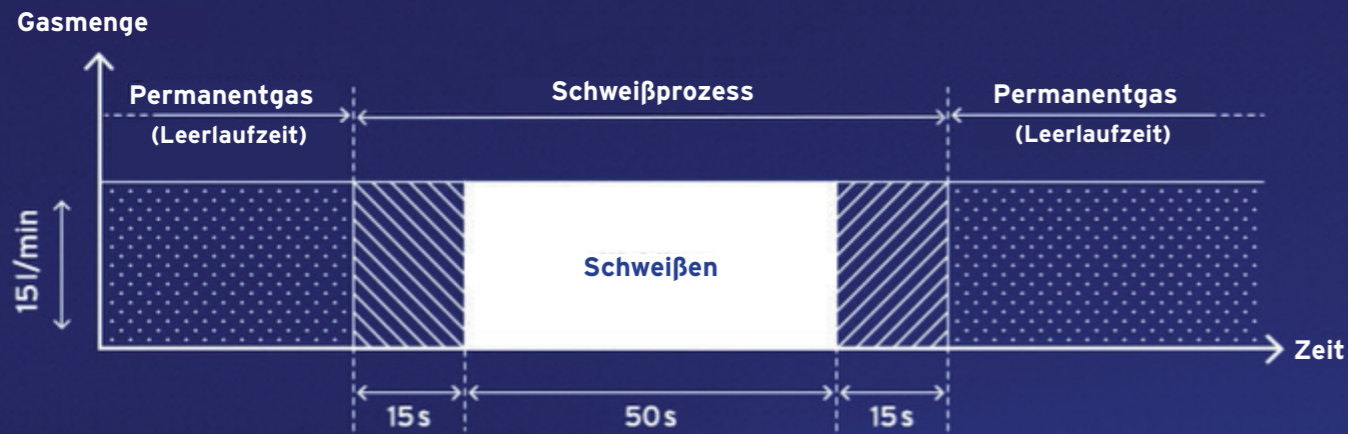 Gasmenge
Permanentgas
(Leerlaufzeit)
Schweißprozess
Permanentgas
(Leerlaufzeit)
15 l/min
Schweißen
Zeit
15 s
50 s
15 s